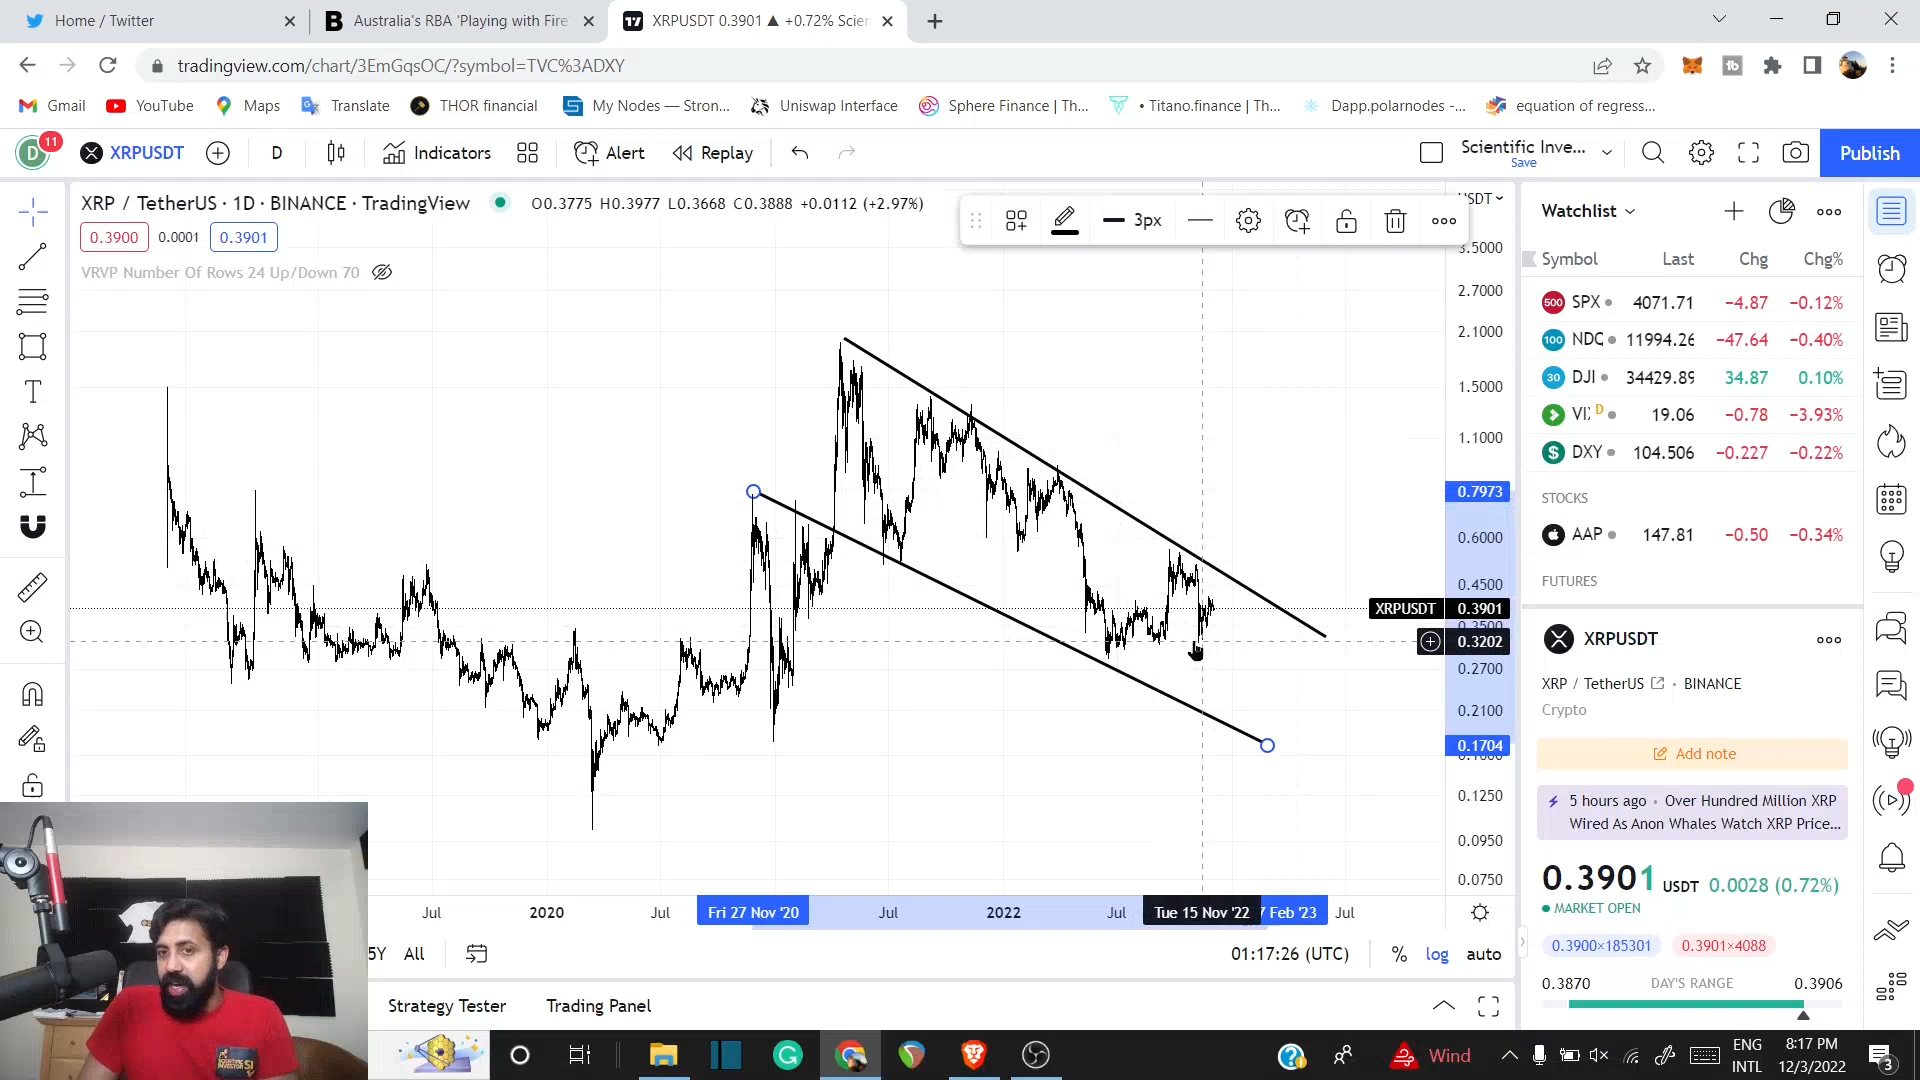 Home / Twitter
Australia's RBA 'Playing with Fire'
XRPUSDT 0.3901 ▲ +0.72% Scien
tradingview.com/chart/3EmGqsOC/?symbol=TVC%3ADXY
Gmail
YouTube
Maps
Translate
THOR financial
My Nodes — Stron...
Uniswap Interface
Sphere Finance | Th...
• Titano.finance | Th...
Dapp.polarnodes -...
equation of regress...
D
11
XRPUSDT
D
Indicators
Alert
Replay
Scientific Inve...
Save
Publish
XRP / TetherUS · 1D · BINANCE · TradingView
O0.3775 H0.3977 L0.3668 C0.3888 +0.0112 (+2.97%)
0.3900
0.0001
0.3901
VRVP Number Of Rows 24 Up/Down 70
3px
3.5000
2.7000
2.1000
1.5000
1.1000
0.7973
0.6000
0.4500
XRPUSDT
0.3901
0.3500
0.3202
0.2700
0.2100
0.1704
0.1600
0.1250
0.0950
0.0750
Jul
2020
Jul
Fri 27 Nov '20
Jul
2022
Jul
Tue 15 Nov '22
7 Feb '23
Jul
5Y
All
01:17:26 (UTC)
%
log
auto
Strategy Tester
Trading Panel
Watchlist
Symbol
Last
Chg
Chg%
500 SPX 4071.71 −4.87 −0.12%
100 NDQ 11994.26 −47.64 −0.40%
30 DJI 34429.89 34.87 0.10%
VIX D 19.06 −0.78 −3.93%
$ DXY 104.506 −0.227 −0.22%
STOCKS
AAP 147.81 −0.50 −0.34%
FUTURES
XRPUSDT
XRP / TetherUS · BINANCE
Crypto
Add note
5 hours ago · Over Hundred Million XRP
Wired As Anon Whales Watch XRP Price...
0.3901 USDT 0.0028 (0.72%)
MARKET OPEN
0.3900×185301
0.3901×4088
0.3870
DAY'S RANGE
0.3906
Wind
ENG
INTL
8:17 PM
12/3/2022
3